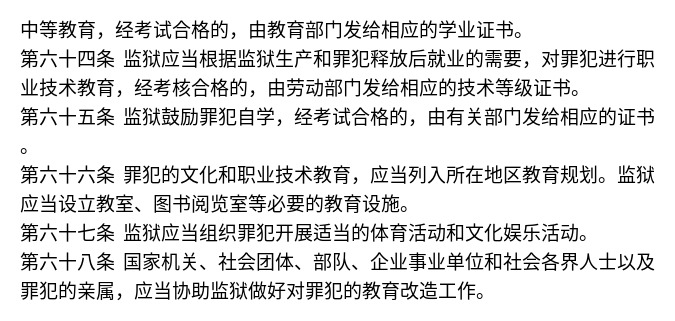 中等教育，经考试合格的，由教育部门发给相应的学业证书。
第六十四条 监狱应当根据监狱生产和罪犯释放后就业的需要，对罪犯进行职
业技术教育，经考核合格的，由劳动部门发给相应的技术等级证书。
第六十五条 监狱鼓励罪犯自学，经考试合格的，由有关部门发给相应的证书
。
第六十六条 罪犯的文化和职业技术教育，应当列入所在地区教育规划。监狱
应当设立教室、图书阅览室等必要的教育设施。
第六十七条 监狱应当组织罪犯开展适当的体育活动和文化娱乐活动。
第六十八条 国家机关、社会团体、部队、企业事业单位和社会各界人士以及
罪犯的亲属，应当协助监狱做好对罪犯的教育改造工作。